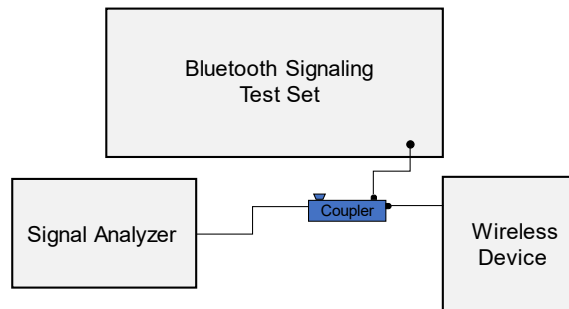 Bluetooth Signaling
Test Set
Signal Analyzer
Coupler
Wireless
Device